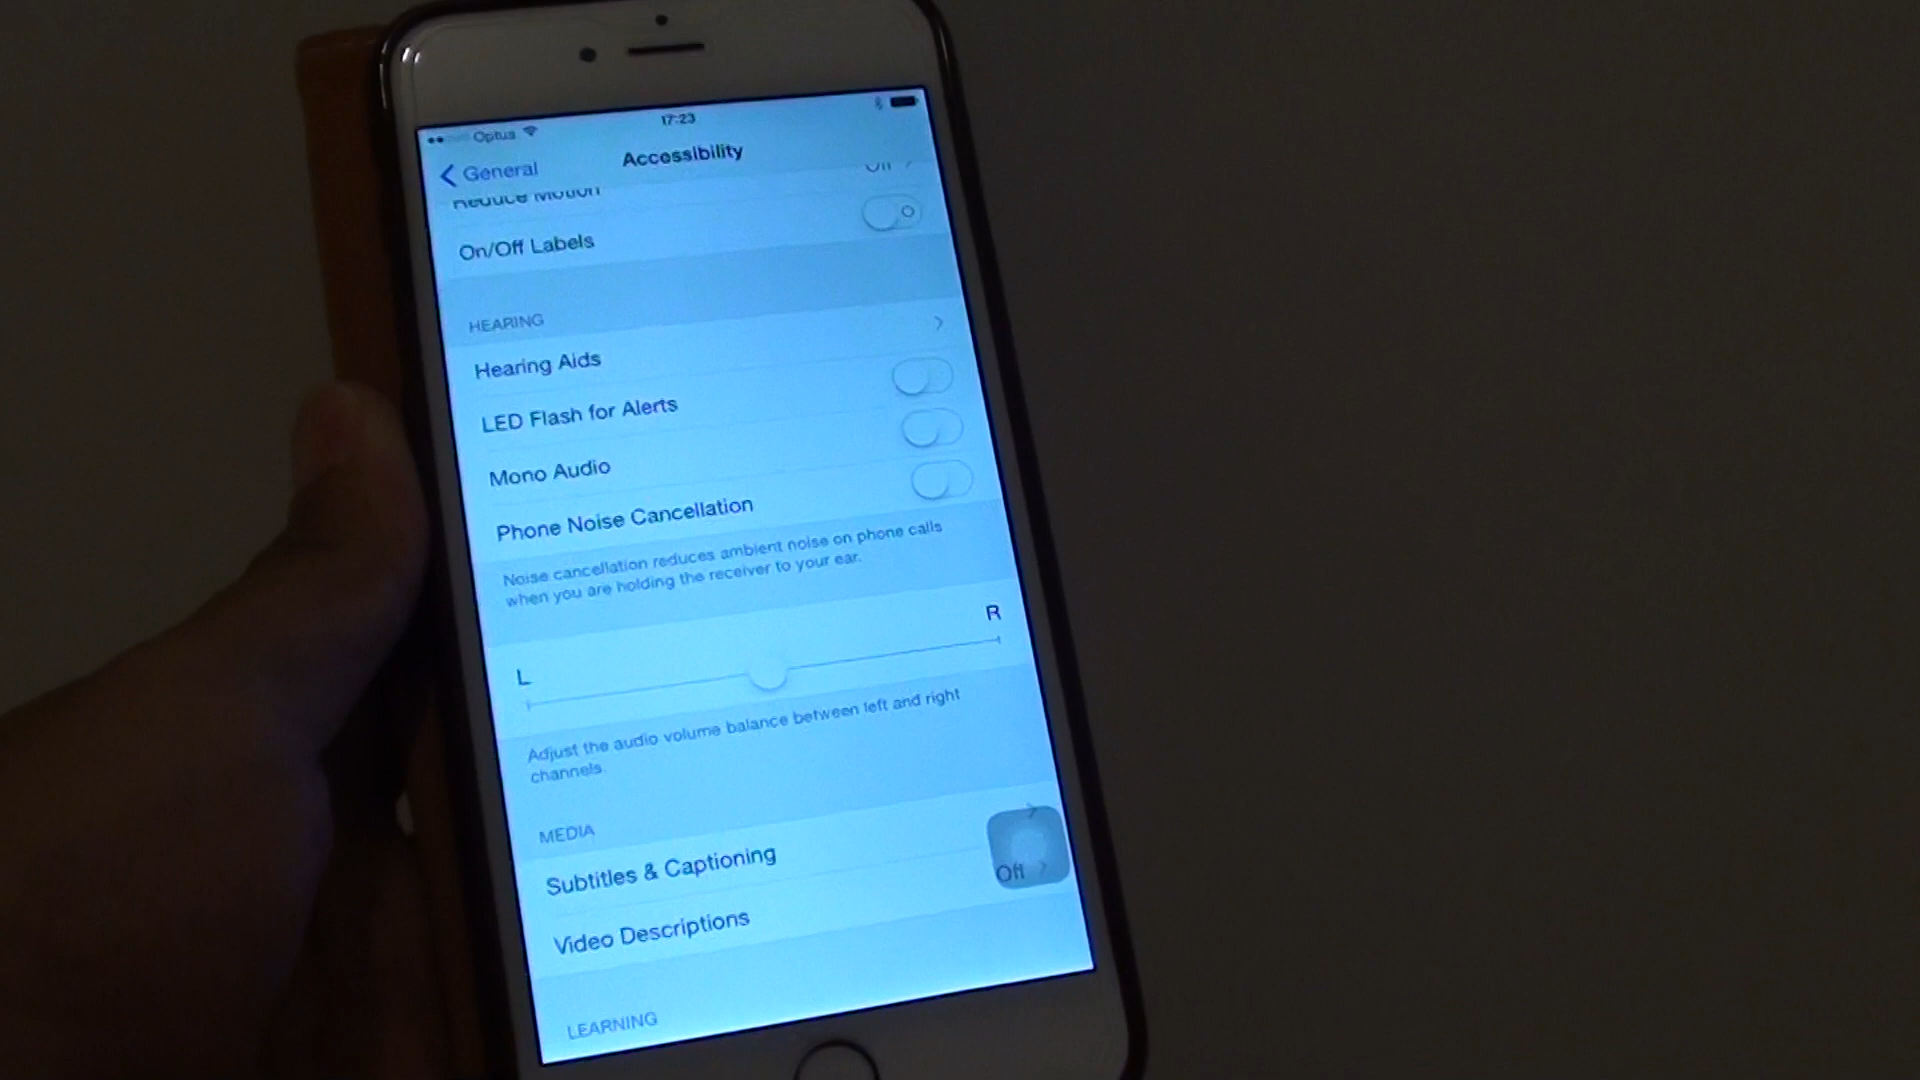 Optus 17:23
General Accessibility
Reduce Motion Off
On/Off Labels
HEARING
Hearing Aids
LED Flash for Alerts
Mono Audio
Phone Noise Cancellation
Noise cancellation reduces ambient noise on phone calls
when you are holding the receiver to your ear.
L R
Adjust the audio volume balance between left and right
channels.
MEDIA
Subtitles & Captioning
Video Descriptions Off
LEARNING